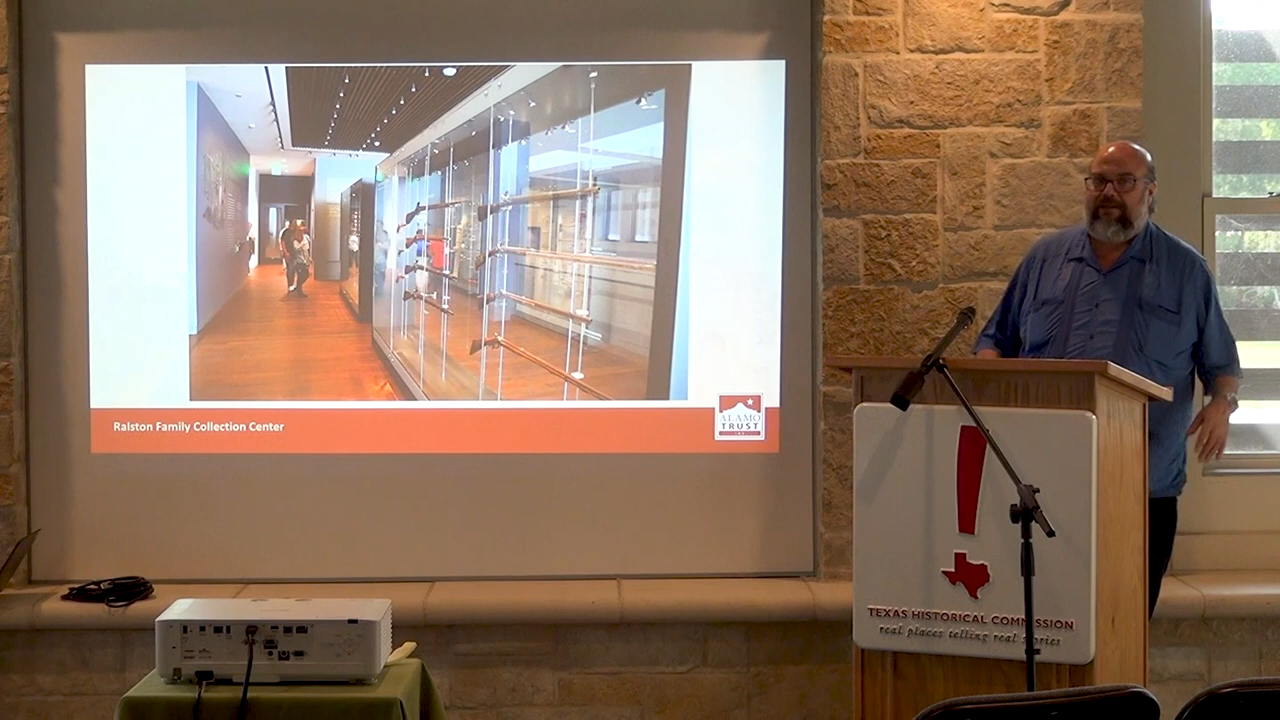 Ralston Family Collection Center
ALAMO
TRUST
TEXAS HISTORICAL COMMISSION
real places telling real stories